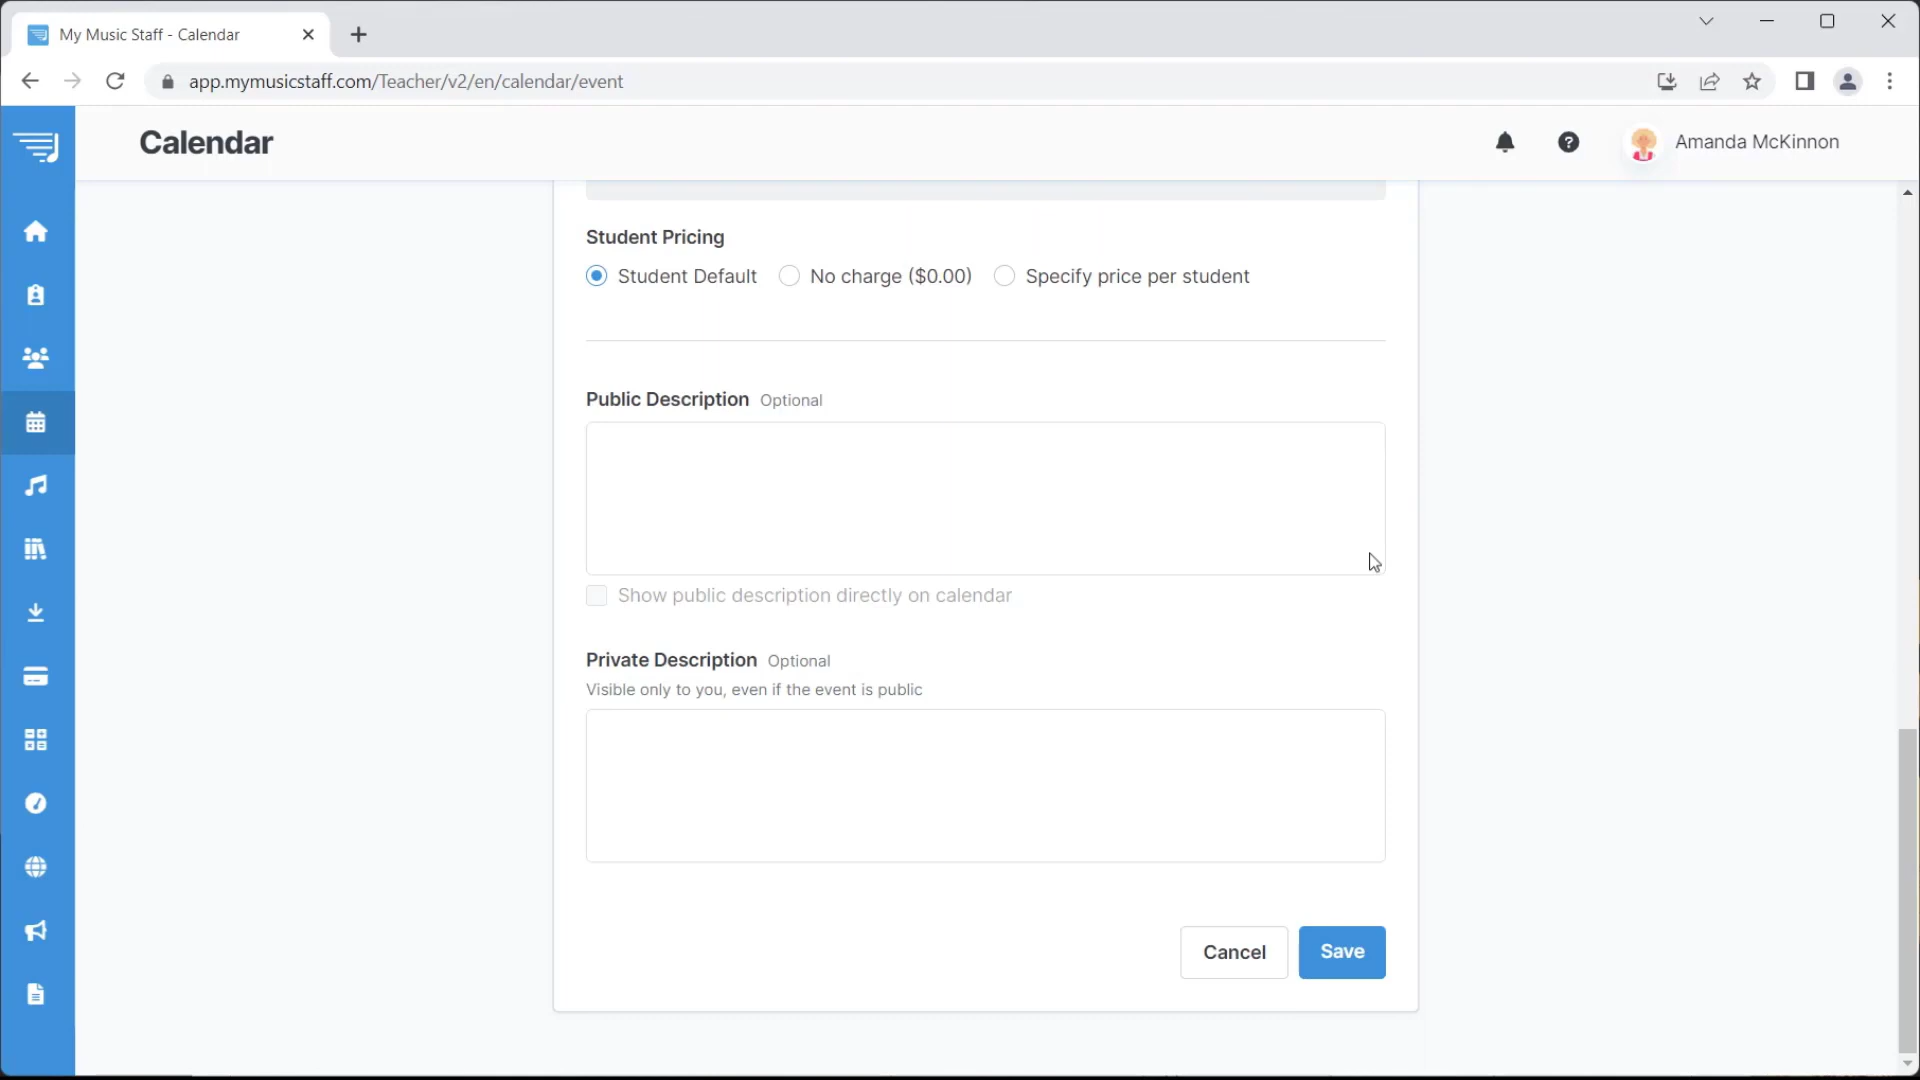 My Music Staff - Calendar
app.mymusicstaff.com/Teacher/v2/en/calendar/event
Calendar
Amanda McKinnon
Student Pricing
Student Default No charge ($0.00) Specify price per student
Public Description Optional
Show public description directly on calendar
Private Description Optional
Visible only to you, even if the event is public
Cancel Save